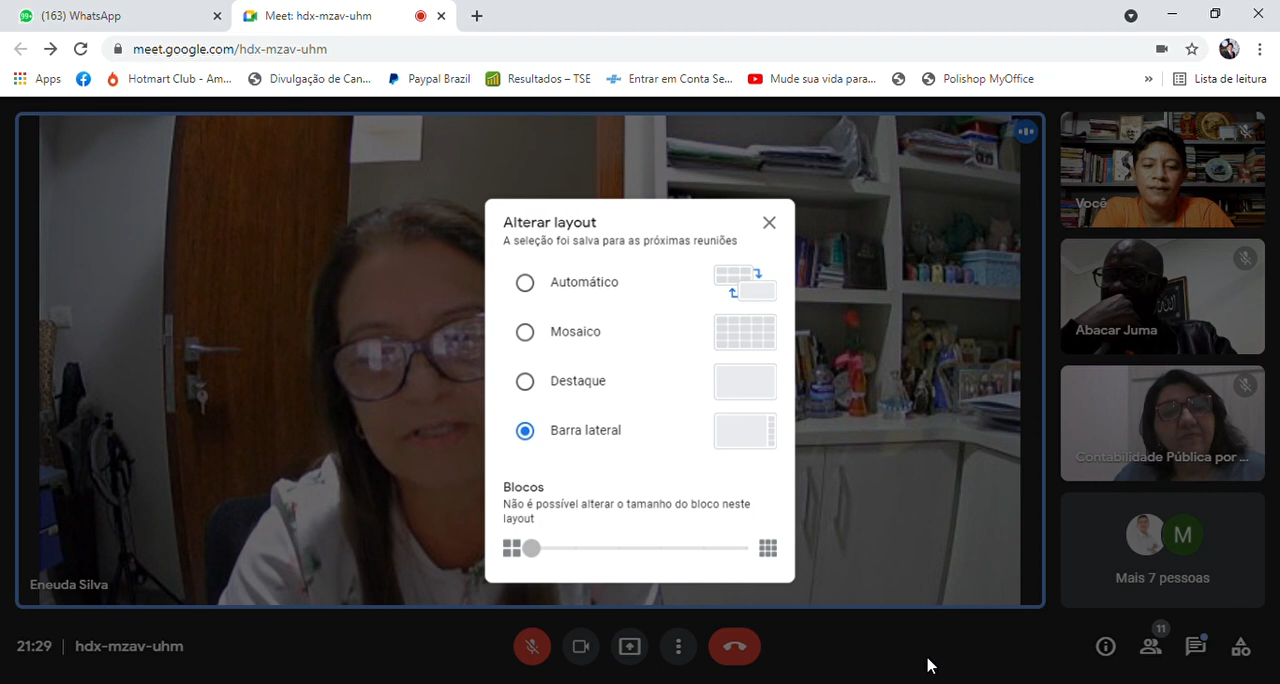 (163) WhatsApp
Meet: hdx-mzav-uhm
meet.google.com/hdx-mzav-uhm
Apps
Hotmart Club - Am...
Divulgação de Can...
Paypal Brazil
Resultados – TSE
Entrar em Conta Se...
Mude sua vida para...
Polishop MyOffice
»
Lista de leitura
Alterar layout
A seleção foi salva para as próximas reuniões
Automático
Mosaico
Destaque
Barra lateral
Blocos
Não é possível alterar o tamanho do bloco neste
layout
Eneuda Silva
Você
Abacar Juma
Contabilidade Pública por ...
M
Mais 7 pessoas
21:29 | hdx-mzav-uhm
11